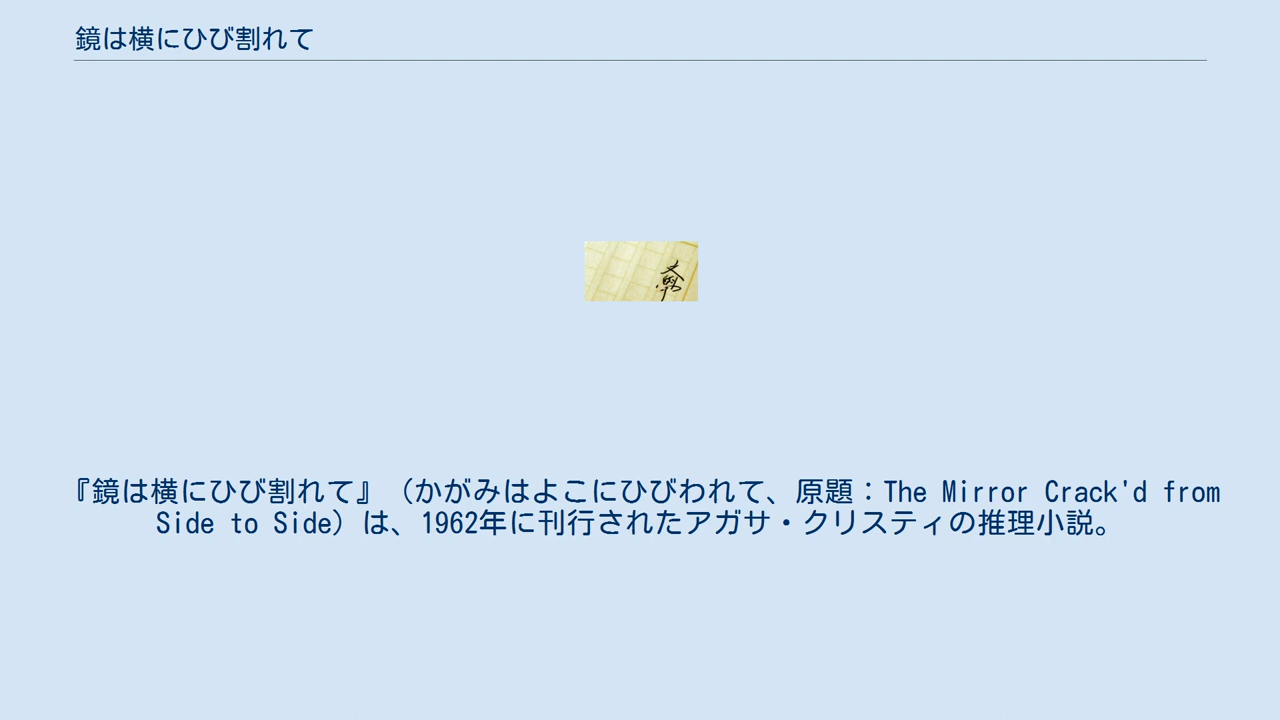 鏡は横にひび割れて
『鏡は横にひび割れて』（かがみはよこにひびわれて、原題：The Mirror Crack'd from
Side to Side）は、1962年に刊行されたアガサ・クリスティの推理小説。